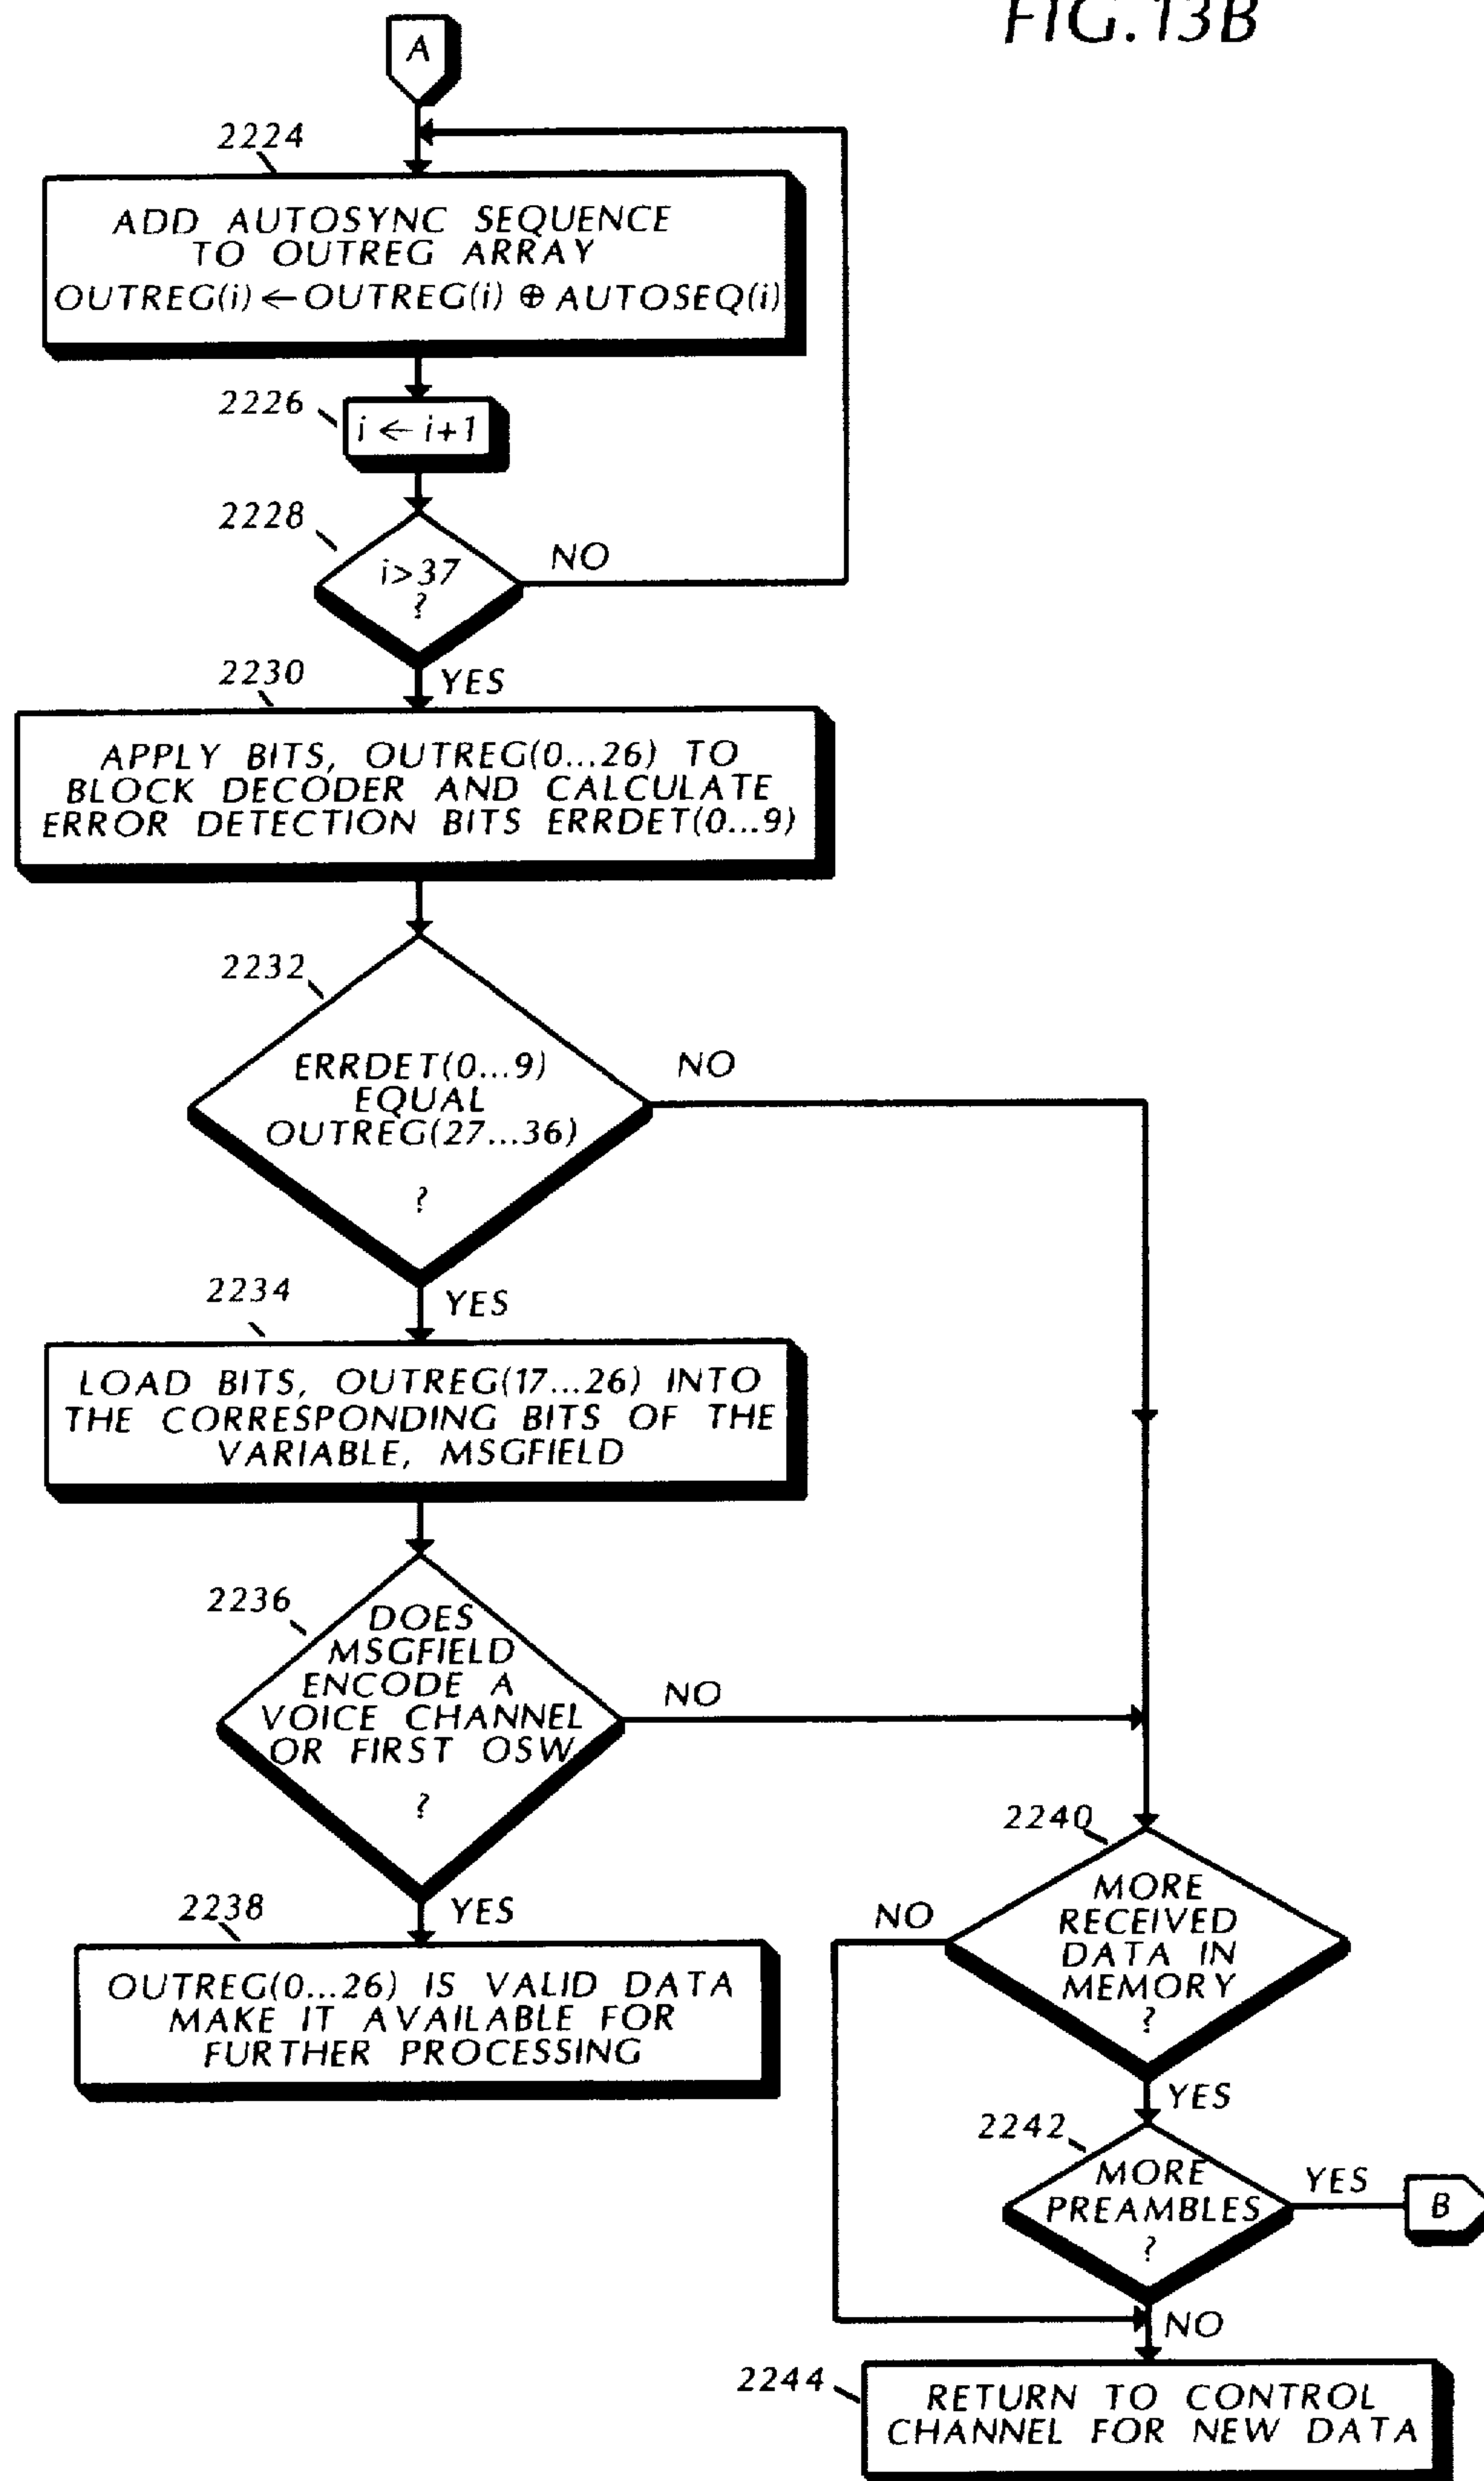 FIG. 13B
A
2224
ADD AUTOSYNC SEQUENCE
TO OUTREG ARRAY
OUTREG(i) ← OUTREG(i) ⊕ AUTOSEQ(i)
2226
i ← i+1
2228
i>37
?
NO
YES
2230
APPLY BITS, OUTREG(0...26) TO
BLOCK DECODER AND CALCULATE
ERROR DETECTION BITS ERRDET(0...9)
2232
ERRDET(0...9)
EQUAL
OUTREG(27...36)
?
NO
YES
2234
LOAD BITS, OUTREG(17...26) INTO
THE CORRESPONDING BITS OF THE
VARIABLE, MSGFIELD
2236
DOES
MSGFIELD
ENCODE A
VOICE CHANNEL
OR FIRST OSW
?
NO
YES
2238
OUTREG(0...26) IS VALID DATA
MAKE IT AVAILABLE FOR
FURTHER PROCESSING
2240
MORE
RECEIVED
DATA IN
MEMORY
?
NO
YES
2242
MORE
PREAMBLES
?
YES
B
NO
2244
RETURN TO CONTROL
CHANNEL FOR NEW DATA